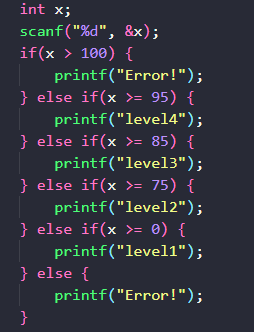 int x;
scanf("%d", &x);
if(x > 100) {
    printf("Error!");
} else if(x >= 95) {
    printf("level4");
} else if(x >= 85) {
    printf("level3");
} else if(x >= 75) {
    printf("level2");
} else if(x >= 0) {
    printf("level1");
} else {
    printf("Error!");
}